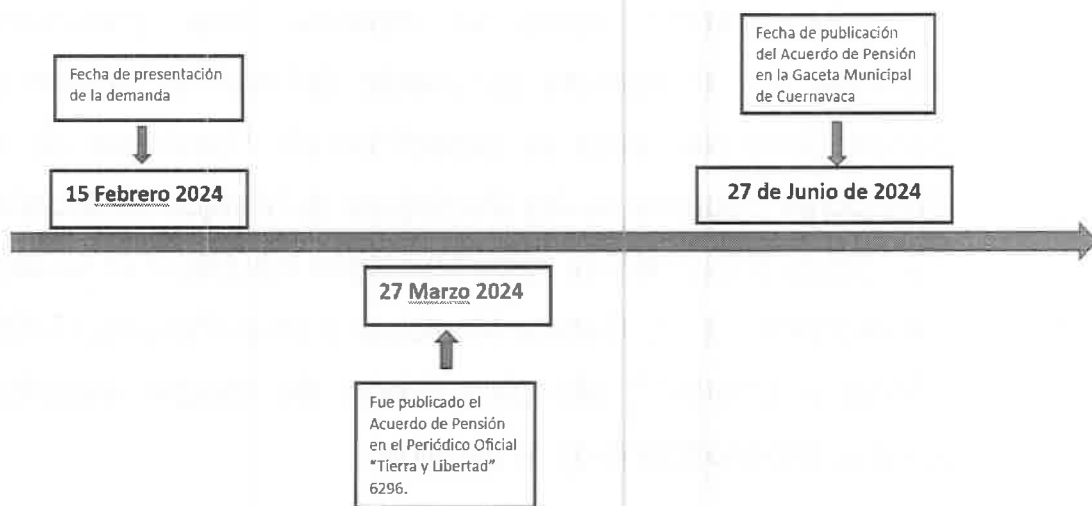 Fecha de presentación
de la demanda
15 Febrero 2024
27 Marzo 2024
Fue publicado el
Acuerdo de Pensión
en el Periódico Oficial
"Tierra y Libertad"
6296.
Fecha de publicación
del Acuerdo de Pensión
en la Gaceta Municipal
de Cuernavaca
27 de Junio de 2024